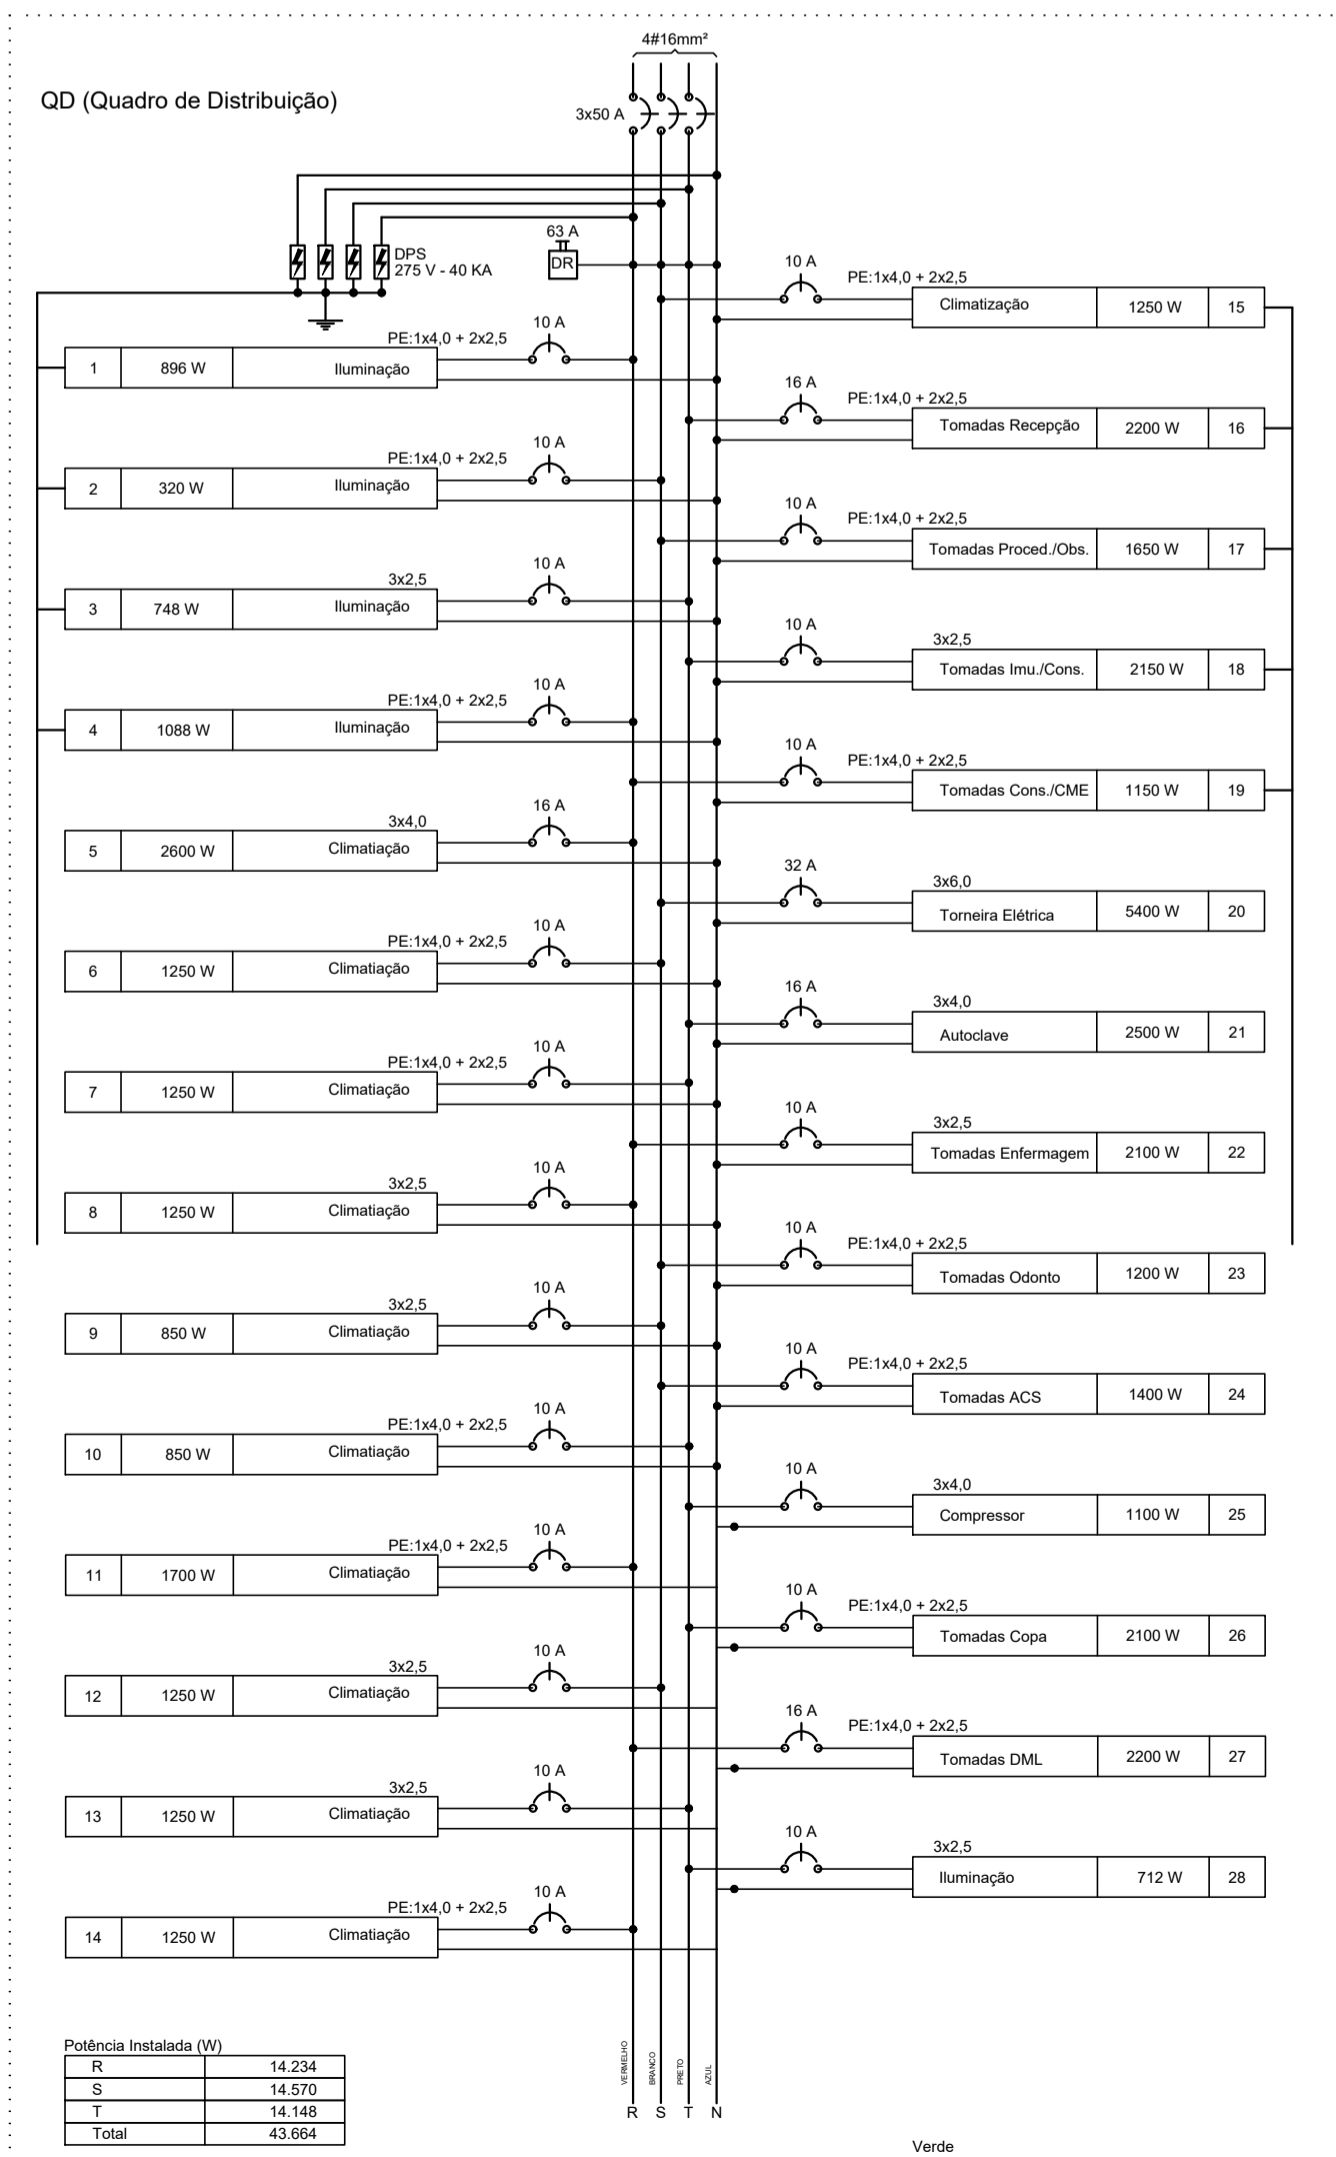 4#16mm²
QD (Quadro de Distribuição)
3x50 A
DPS
275 V - 40 KA
63 A
DR
10 A
PE:1x4,0 + 2x2,5
1
896 W
Iluminação
10 A
PE:1x4,0 + 2x2,5
2
320 W
Iluminação
10 A
3x2,5
3
748 W
Iluminação
10 A
PE:1x4,0 + 2x2,5
4
1088 W
Iluminação
16 A
3x4,0
5
2600 W
Climatiação
10 A
PE:1x4,0 + 2x2,5
6
1250 W
Climatiação
10 A
PE:1x4,0 + 2x2,5
7
1250 W
Climatiação
10 A
3x2,5
8
1250 W
Climatiação
10 A
3x2,5
9
850 W
Climatiação
10 A
PE:1x4,0 + 2x2,5
10
850 W
Climatiação
10 A
PE:1x4,0 + 2x2,5
11
1700 W
Climatiação
10 A
3x2,5
12
1250 W
Climatiação
10 A
3x2,5
13
1250 W
Climatiação
10 A
PE:1x4,0 + 2x2,5
14
1250 W
Climatiação
10 A
PE:1x4,0 + 2x2,5
Climatização
1250 W
15
16 A
PE:1x4,0 + 2x2,5
Tomadas Recepção
2200 W
16
10 A
PE:1x4,0 + 2x2,5
Tomadas Proced./Obs.
1650 W
17
10 A
3x2,5
Tomadas Imu./Cons.
2150 W
18
10 A
PE:1x4,0 + 2x2,5
Tomadas Cons./CME
1150 W
19
32 A
3x6,0
Torneira Elétrica
5400 W
20
16 A
3x4,0
Autoclave
2500 W
21
10 A
3x2,5
Tomadas Enfermagem
2100 W
22
10 A
PE:1x4,0 + 2x2,5
Tomadas Odonto
1200 W
23
10 A
PE:1x4,0 + 2x2,5
Tomadas ACS
1400 W
24
10 A
3x4,0
Compressor
1100 W
25
10 A
PE:1x4,0 + 2x2,5
Tomadas Copa
2100 W
26
16 A
PE:1x4,0 + 2x2,5
Tomadas DML
2200 W
27
10 A
3x2,5
Iluminação
712 W
28
Potência Instalada (W)
R 14.234
S 14.570
T 14.148
Total 43.664
VERMELHO
BRANCO
PRETO
AZUL
R S T N
Verde